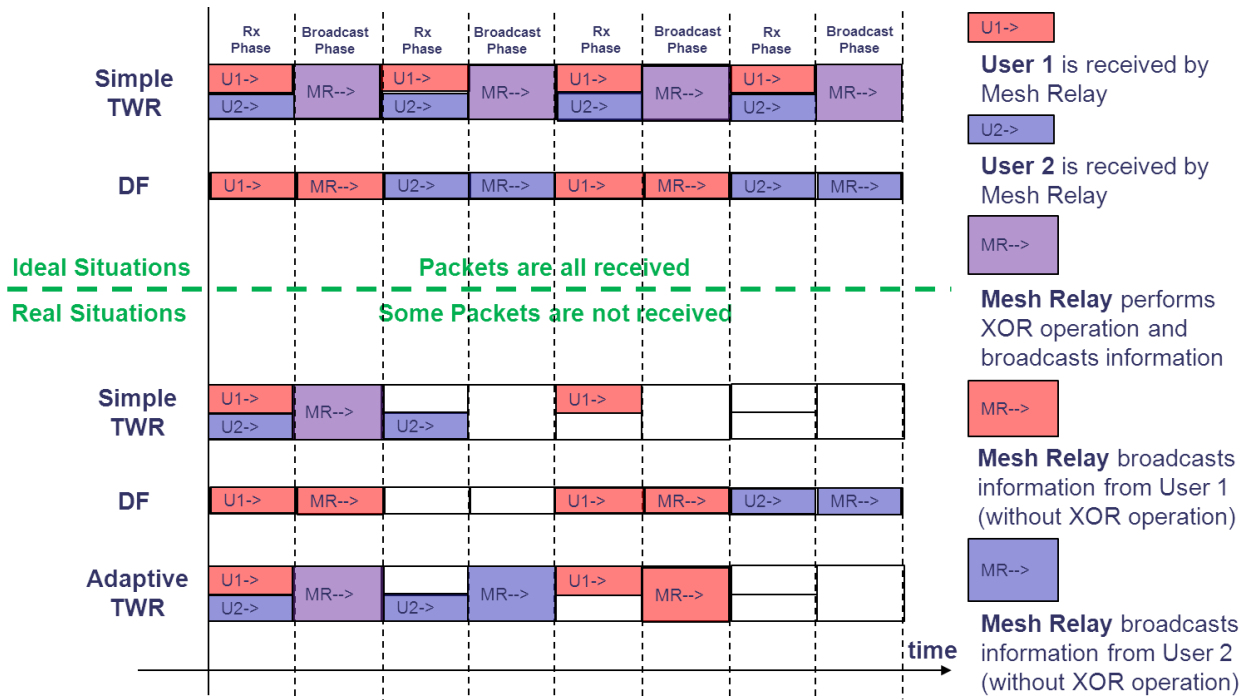 Rx Phase
Broadcast Phase
Rx Phase
Broadcast Phase
Rx Phase
Broadcast Phase
Rx Phase
Broadcast Phase
Simple TWR
U1->
U2->
MR-->
U1->
U2->
MR-->
U1->
U2->
MR-->
U1->
U2->
MR-->
DF
U1->
MR-->
U2->
MR-->
U1->
MR-->
U2->
MR-->
Ideal Situations
Packets are all received
Real Situations
Some Packets are not received
Simple TWR
U1->
U2->
MR-->
U2->
U1->
DF
U1->
MR-->
U1->
MR-->
U2->
MR-->
Adaptive TWR
U1->
U2->
MR-->
U2->
MR-->
U1->
MR-->
time
U1->
User 1 is received by
Mesh Relay
U2->
User 2 is received by
Mesh Relay
MR-->
Mesh Relay performs
XOR operation and
broadcasts information
MR-->
Mesh Relay broadcasts
information from User 1
(without XOR operation)
MR-->
Mesh Relay broadcasts
information from User 2
(without XOR operation)